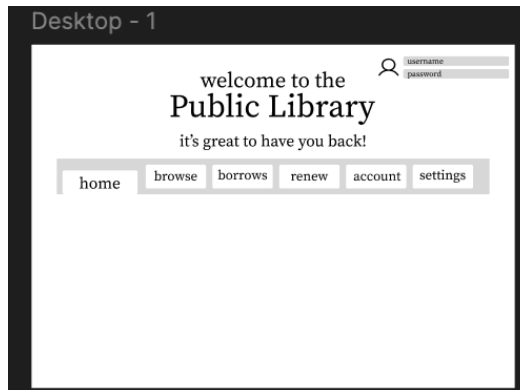 Desktop - 1
username
password
welcome to the
Public Library
it's great to have you back!
home browse borrows renew account settings